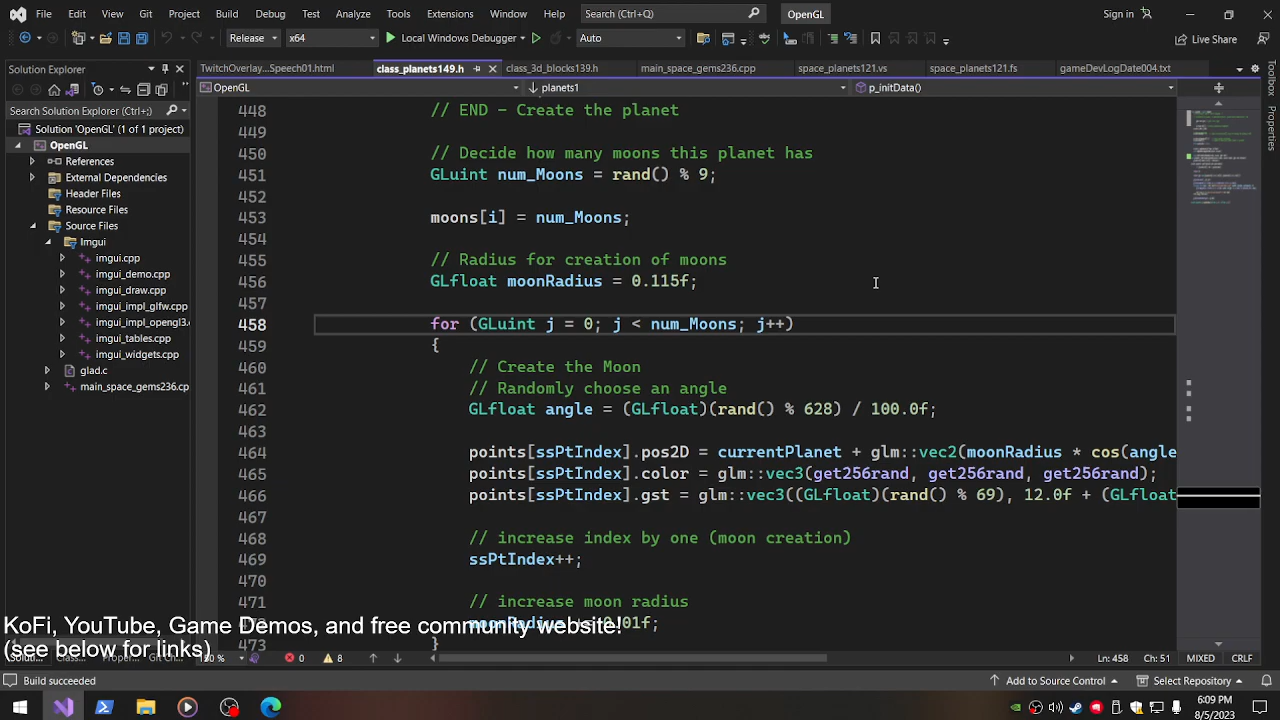 File Edit View Git Project Build Debug Test Analyze Tools Extensions Window Help Search (Ctrl+Q) OpenGL Sign in
Release x64 Local Windows Debugger Auto Live Share
Solution Explorer
TwitchOverlay...Speech01.html class_planets149.h class_3d_blocks139.h main_space_gems236.cpp space_planets121.vs space_planets121.fs gameDevLogDate004.txt
OpenGL planets1 p_initData()
Search Solution Explorer (Ctrl+;)
Solution 'OpenGL' (1 of 1 project)
OpenGL
References
External Dependencies
Header Files
Resource Files
Source Files
Imgui
imgui.cpp
imgui_demo.cpp
imgui_draw.cpp
imgui_impl_glfw.cpp
imgui_impl_opengl3.
imgui_tables.cpp
imgui_widgets.cpp
glad.c
main_space_gems236.cp
448 // END - Create the planet
449
450 // Decide how many moons this planet has
451 GLuint num_Moons = rand() % 9;
452
453 moons[i] = num_Moons;
454
455 // Radius for creation of moons
456 GLfloat moonRadius = 0.115f;
457
458 for (GLuint j = 0; j < num_Moons; j++)
459 {
460 // Create the Moon
461 // Randomly choose an angle
462 GLfloat angle = (GLfloat)(rand() % 628) / 100.0f;
463
464 points[ssPtIndex].pos2D = currentPlanet + glm::vec2(moonRadius * cos(angle
465 points[ssPtIndex].color = glm::vec3(get256rand, get256rand, get256rand);
466 points[ssPtIndex].gst = glm::vec3((GLfloat)(rand() % 69), 12.0f + (GLfloat
467
468 // increase index by one (moon creation)
469 ssPtIndex++;
470
471 // increase moon radius
473 }
Toolbox
Properties
KoFi, YouTube, Game Demos, and free community website!
(see below for links)
0 8 Ln: 458 Ch: 51 MIXED CRLF
Build succeeded Add to Source Control Select Repository
6:09 PM
8/5/2023